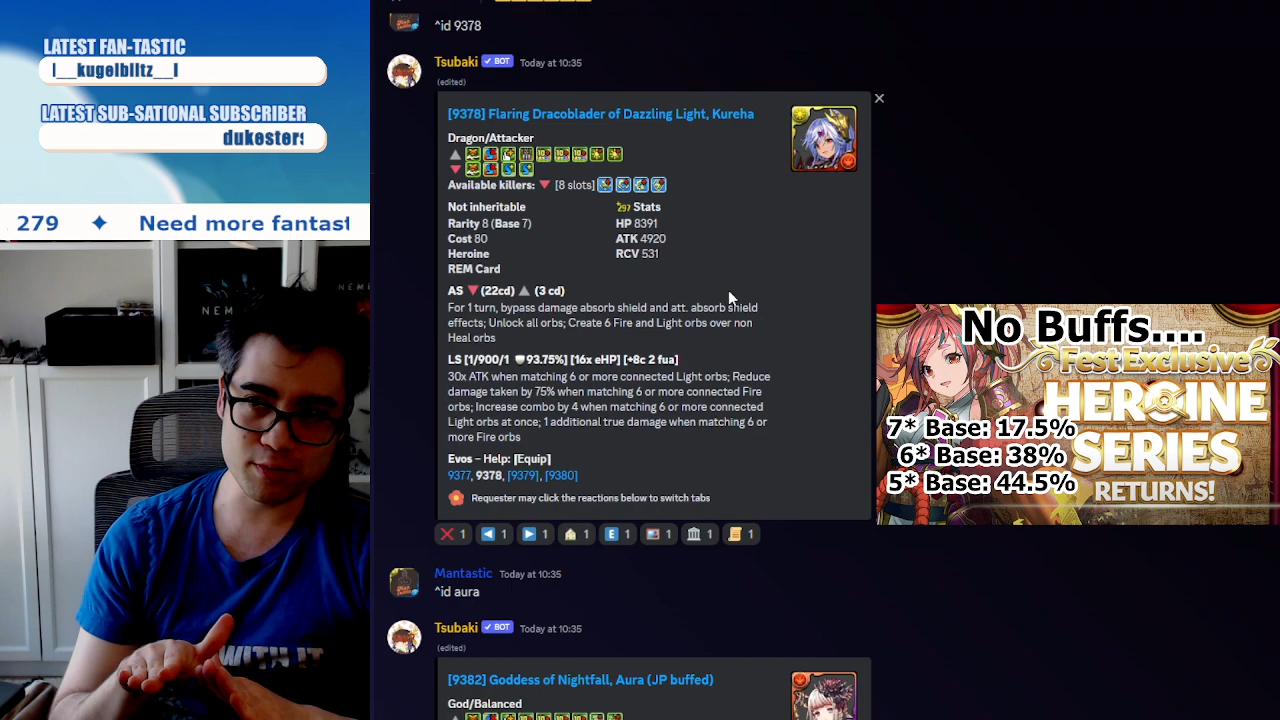 LATEST FAN-TASTIC
l__kugelblitz__l
LATEST SUB-SATIONAL SUBSCRIBER
dukesters
279 ✦ Need more fantast
NEM
WITH IT
^id 9378
Tsubaki ✔ BOT Today at 10:35
(edited)
[9378] Flaring Dracoblader of Dazzling Light, Kureha
Dragon/Attacker
Available killers: [8 slots]
Not inheritable
Rarity 8 (Base 7)
Cost 80
Heroine
REM Card
297 Stats
HP 8391
ATK 4920
RCV 531
AS (22cd) (3 cd)
For 1 turn, bypass damage absorb shield and att. absorb shield
effects; Unlock all orbs; Create 6 Fire and Light orbs over non
Heal orbs
LS [1/900/1 93.75%] [16x eHP] [+8c 2 fua]
30x ATK when matching 6 or more connected Light orbs; Reduce
damage taken by 75% when matching 6 or more connected Fire
orbs; Increase combo by 4 when matching 6 or more connected
Light orbs at once; 1 additional true damage when matching 6 or
more Fire orbs
Evos – Help: [Equip]
9377, 9378, [9379], [9380]
Requester may click the reactions below to switch tabs
1 1 1 1 E 1 1 1 1
Mantastic Today at 10:35
^id aura
Tsubaki ✔ BOT Today at 10:35
(edited)
[9382] Goddess of Nightfall, Aura (JP buffed)
God/Balanced
No Buffs....
Fest Exclusive
HEROINE
SERIES
RETURNS!
7* Base: 17.5%
6* Base: 38%
5* Base: 44.5%